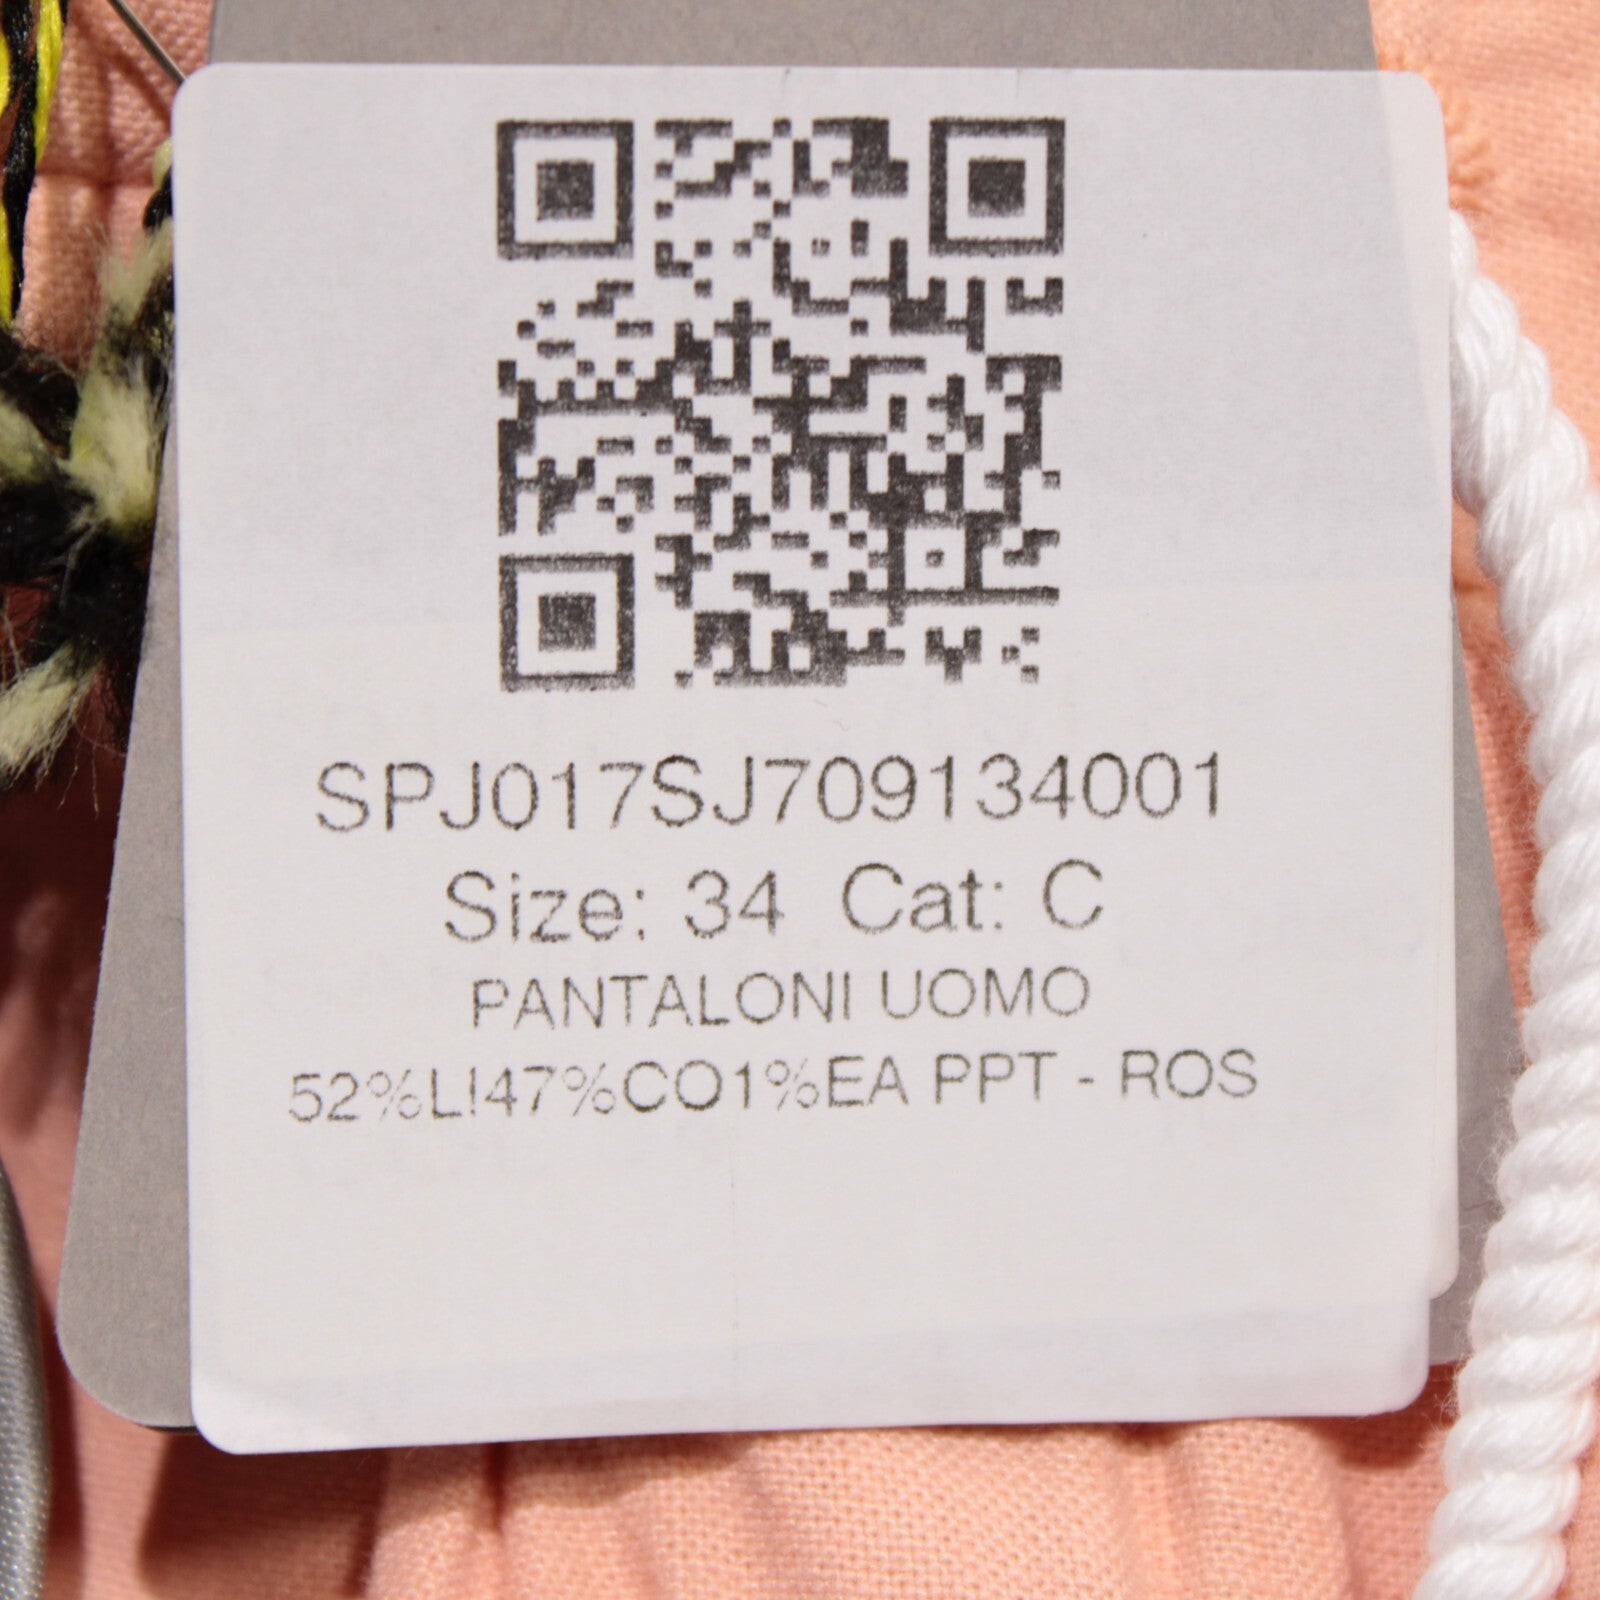 SPJ017SJ709134001
Size: 34 Cat: C
PANTALONI UOMO
52%LI47%CO1%EA PPT - ROS